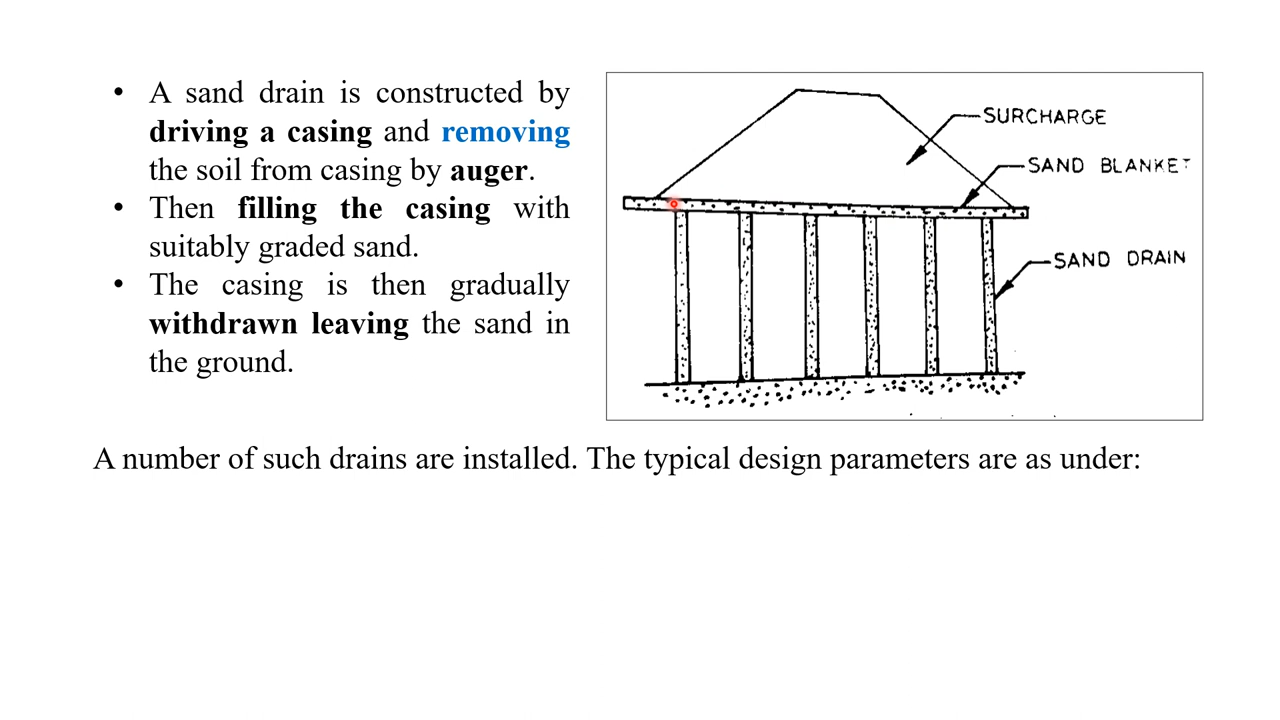 • A sand drain is constructed by
driving a casing and removing
the soil from casing by auger.
• Then filling the casing with
suitably graded sand.
• The casing is then gradually
withdrawn leaving the sand in
the ground.
SURCHARGE
SAND BLANKET
SAND DRAIN
A number of such drains are installed. The typical design parameters are as under: